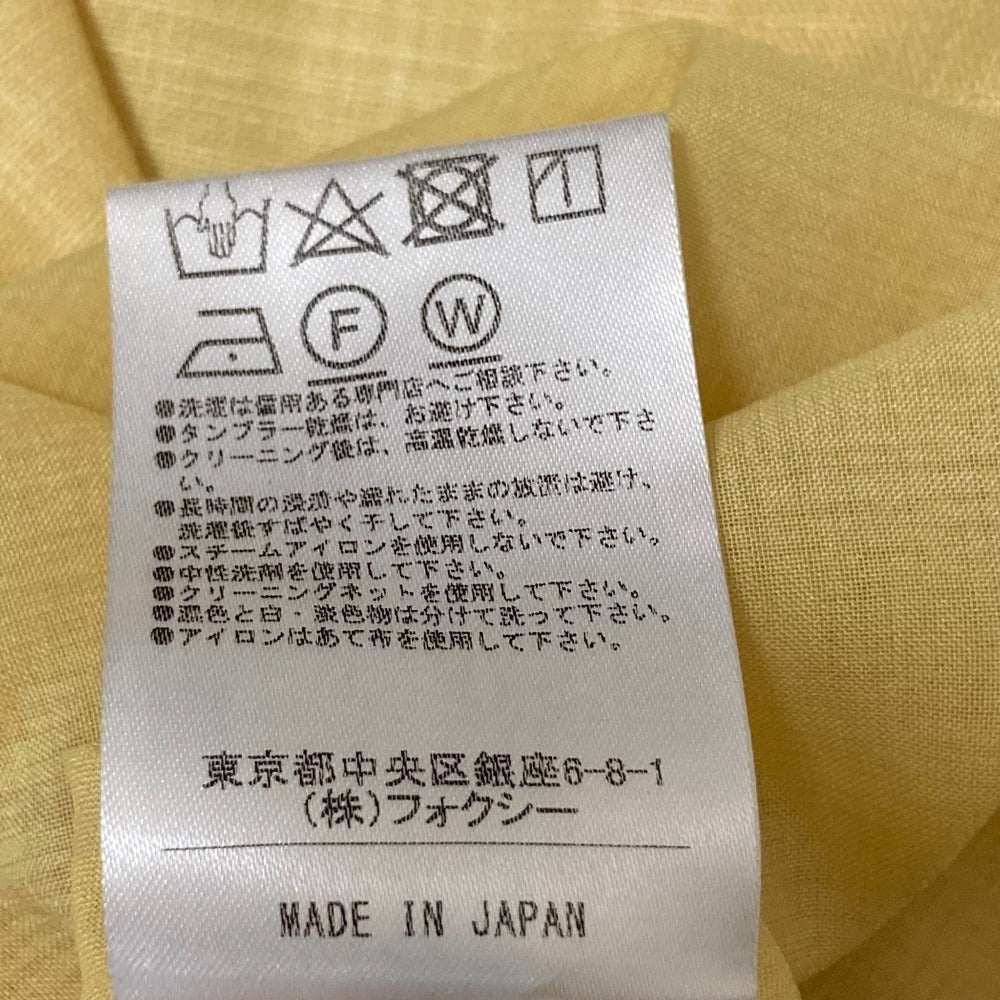 F W
●洗濯は信用ある専門店へご相談下さい。
●タンブラー乾燥は、お避け下さい。
●クリーニング後は、高温乾燥しないで下さ
い。
●長時間の浸漬や濡れたままの放置は避け、
洗濯後すばやく干して下さい。
●スチームアイロンを使用しないで下さい。
●中性洗剤を使用して下さい。
●クリーニングネットを使用して下さい。
●濃色と白・淡色物は分けて洗って下さい。
●アイロンはあて布を使用して下さい。
東京都中央区銀座6-8-1
(株)フォクシー
MADE IN JAPAN